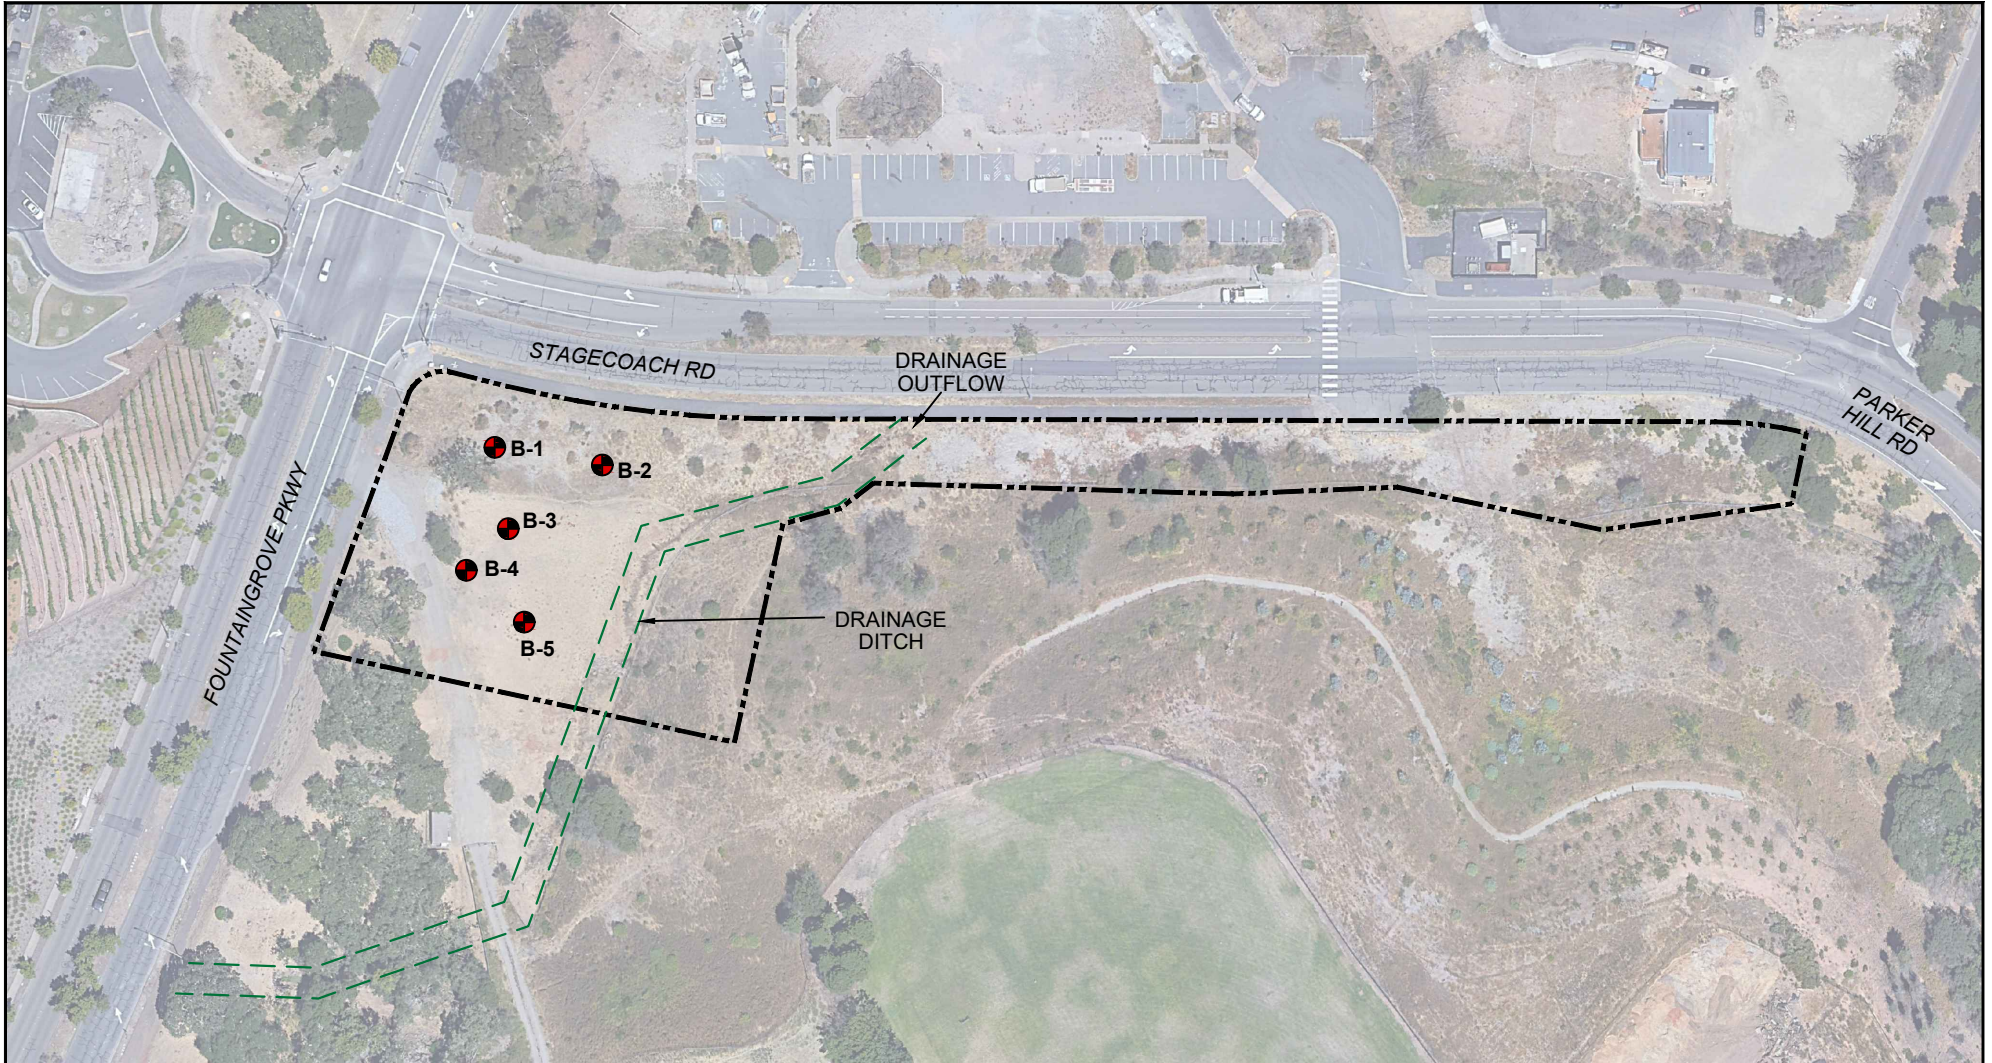 STAGECOACH RD
DRAINAGE
OUTFLOW
PARKER
HILL RD
B-1
B-2
FOUNTAINGROVE PKWY
B-3
B-4
B-5
DRAINAGE
DITCH